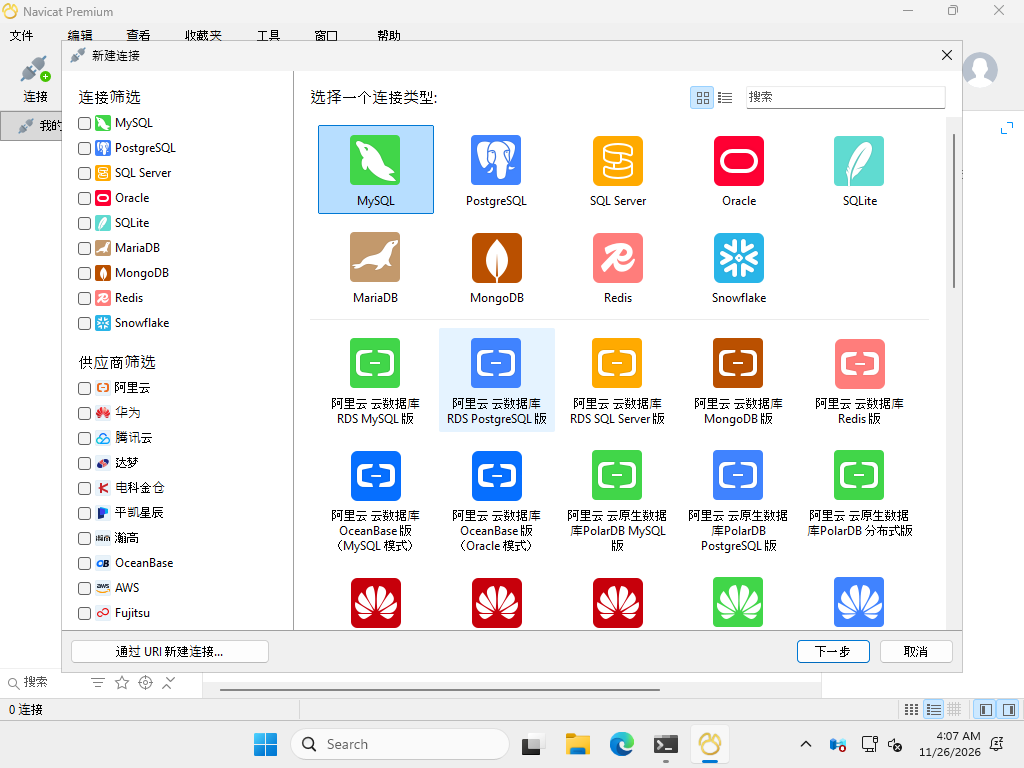 Navicat Premium
文件 编辑 查看 收藏夹 工具 窗口 帮助
新建连接
连接
我的
连接筛选
MySQL
PostgreSQL
SQL Server
Oracle
SQLite
MariaDB
MongoDB
Redis
Snowflake
供应商筛选
阿里云
华为
腾讯云
达梦
电科金仓
平凯星辰
瀚高
OceanBase
AWS
Fujitsu
选择一个连接类型:
搜索
MySQL PostgreSQL SQL Server Oracle SQLite
MariaDB MongoDB Redis Snowflake
阿里云 云数据库
RDS MySQL 版
阿里云 云数据库
RDS PostgreSQL 版
阿里云 云数据库
RDS SQL Server 版
阿里云 云数据库
MongoDB 版
阿里云 云数据库
Redis 版
阿里云 云数据库
OceanBase 版
（MySQL 模式）
阿里云 云数据库
OceanBase 版
（Oracle 模式）
阿里云 云原生数据
库PolarDB MySQL
版
阿里云 云原生数据
库PolarDB
PostgreSQL 版
阿里云 云原生数据
库PolarDB 分布式版
通过 URI 新建连接...
下一步
取消
搜索
0 连接
Search
4:07 AM
11/26/2026